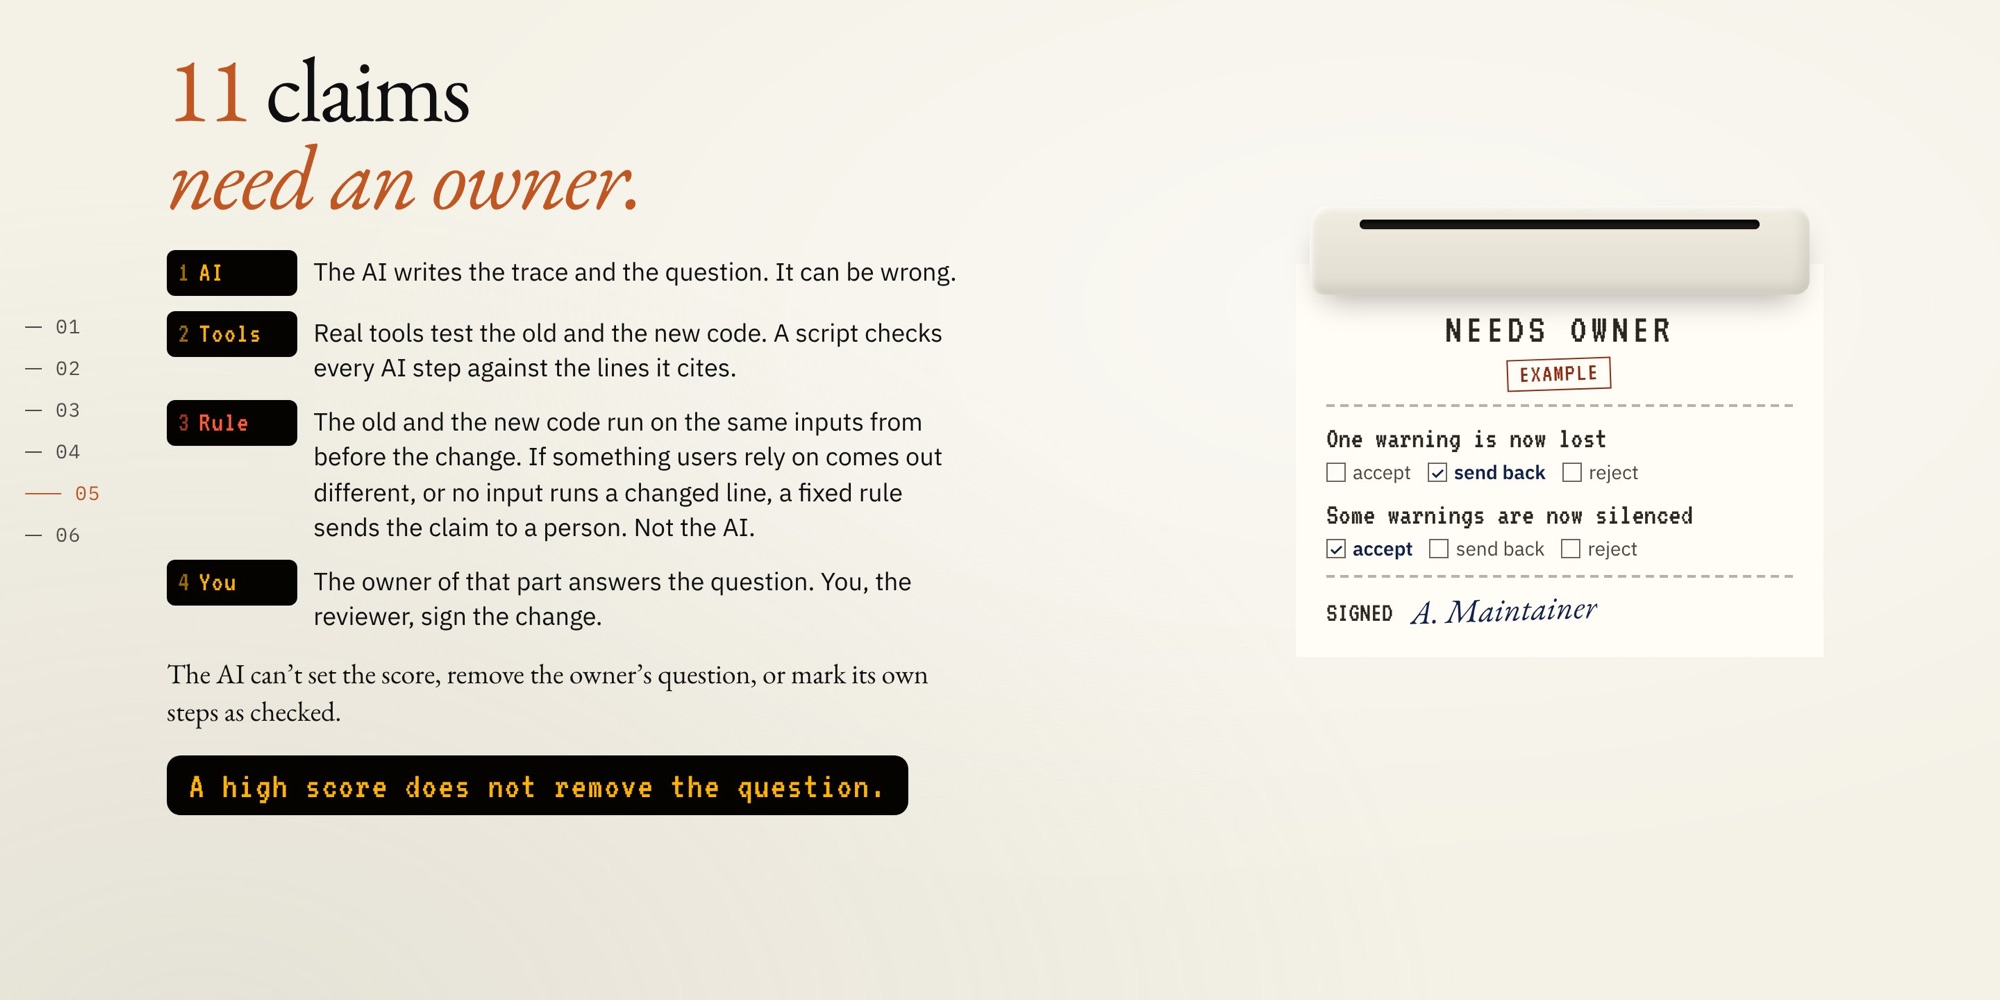 11 claims
need an owner.
1 AI
The AI writes the trace and the question. It can be wrong.
2 Tools
Real tools test the old and the new code. A script checks
every AI step against the lines it cites.
3 Rule
The old and the new code run on the same inputs from
before the change. If something users rely on comes out
different, or no input runs a changed line, a fixed rule
sends the claim to a person. Not the AI.
4 You
The owner of that part answers the question. You, the
reviewer, sign the change.
The AI can’t set the score, remove the owner’s question, or mark its own
steps as checked.
A high score does not remove the question.
01
02
03
04
05
06
NEEDS OWNER
EXAMPLE
One warning is now lost
accept send back reject
Some warnings are now silenced
accept send back reject
SIGNED A. Maintainer